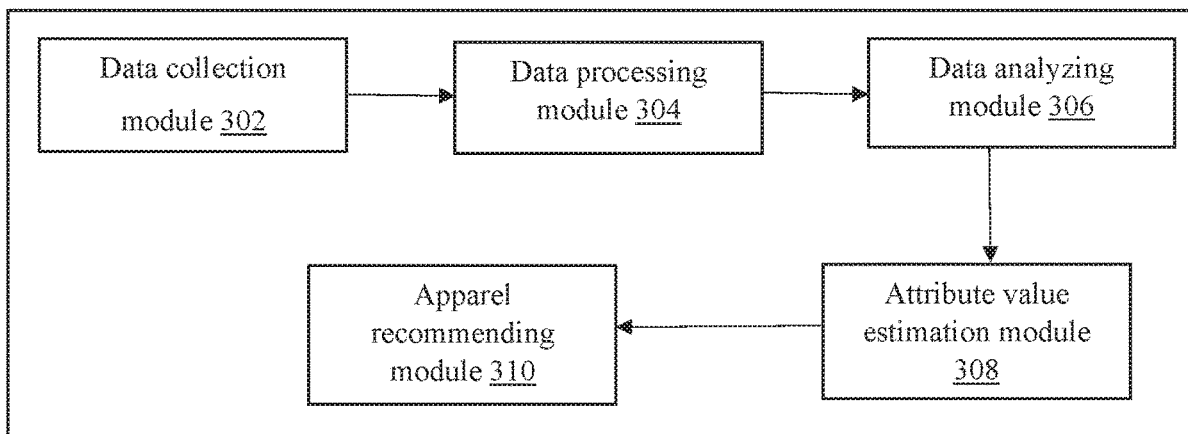 Data collection
module 302
Data processing
module 304
Data analyzing
module 306
Attribute value
estimation module
308
Apparel
recommending
module 310